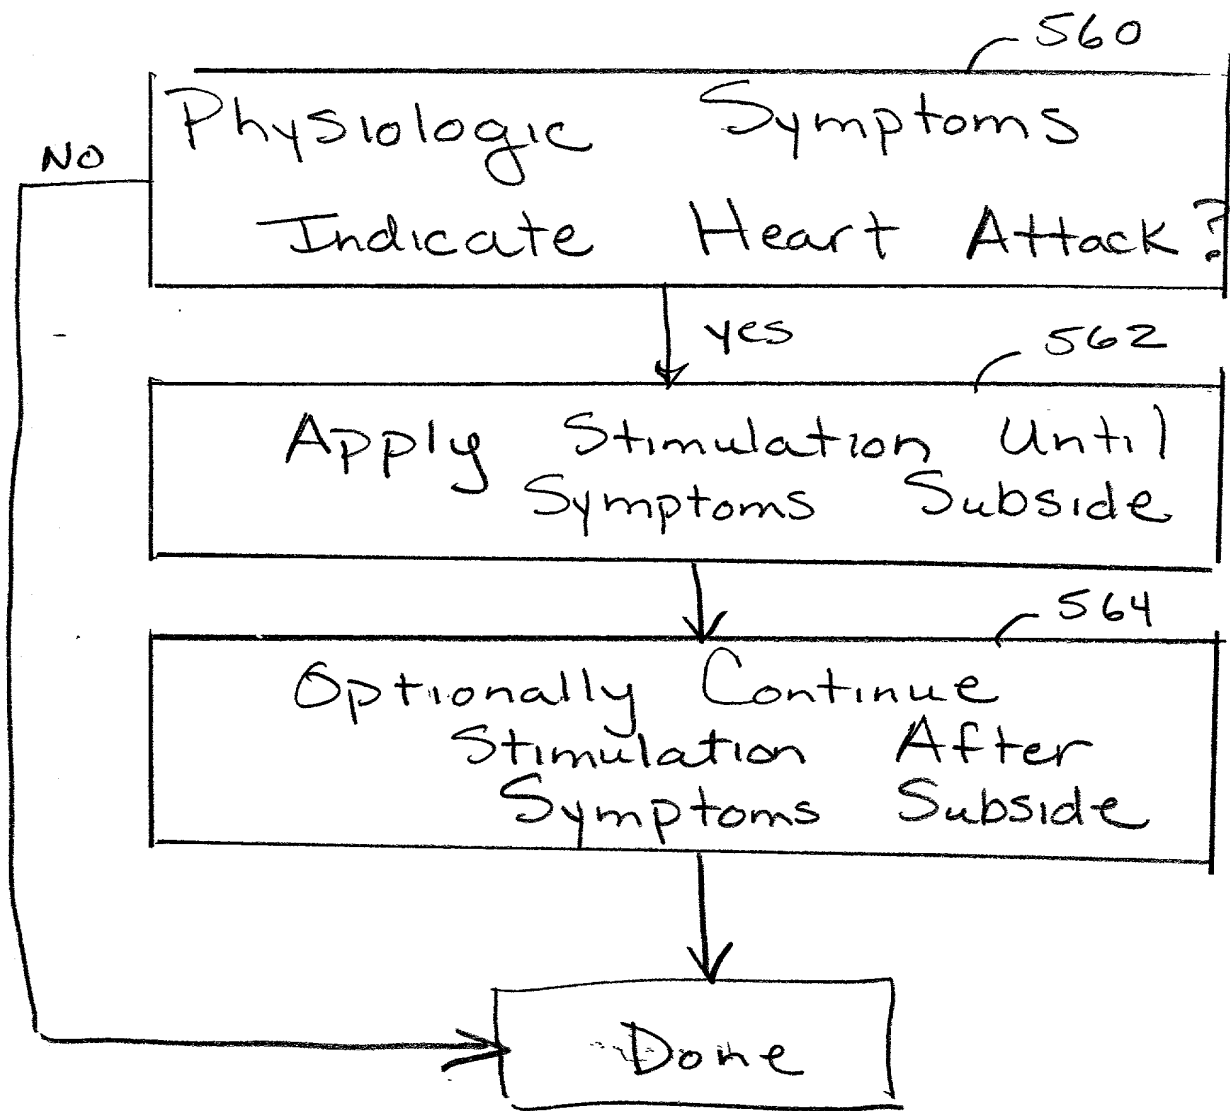 560
Physiologic Symptoms
NO
Indicate Heart Attack?
yes
562
Apply Stimulation Until
Symptoms Subside
564
Optionally Continue
Stimulation After
Symptoms Subside
Done